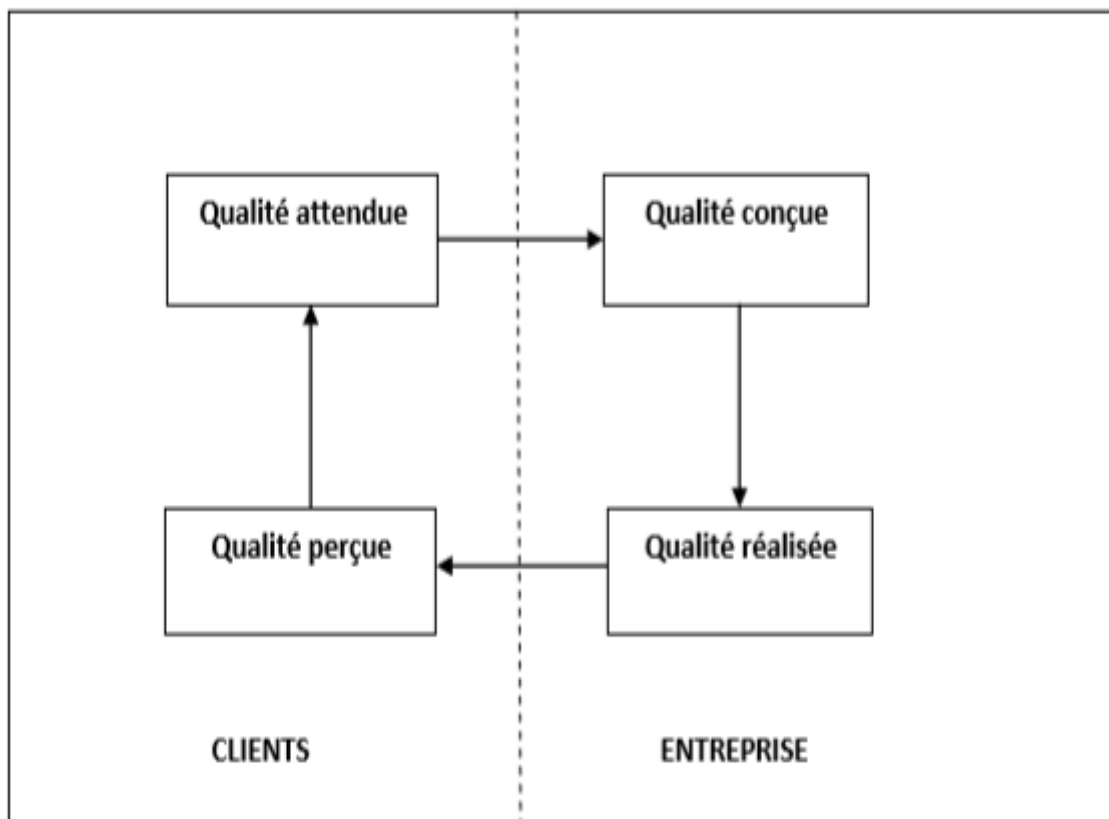 Qualité attendue
Qualité conçue
Qualité perçue
Qualité réalisée
CLIENTS
ENTREPRISE